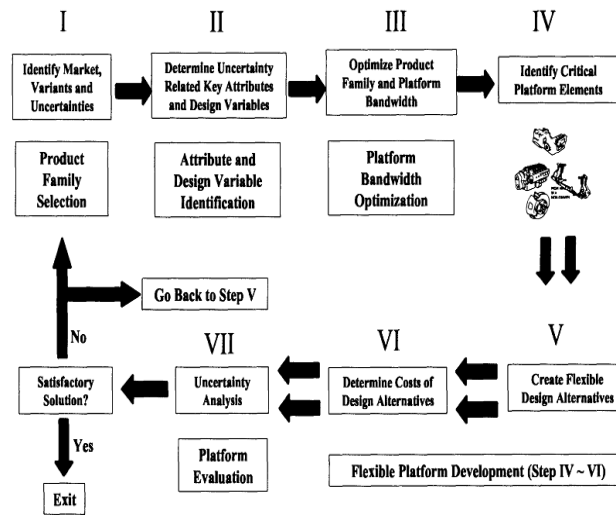 I
II
III
IV
Identify Market,
Variants and
Uncertainties
Determine Uncertainty
Related Key Attributes
and Design Variables
Optimize Product
Family and Platform
Bandwidth
Identify Critical
Platform Elements
Product
Family
Selection
Attribute and
Design Variable
Identification
Platform
Bandwidth
Optimization
Go Back to Step V
No
VII
VI
V
Satisfactory
Solution?
Uncertainty
Analysis
Determine Costs of
Design Alternatives
Create Flexible
Design Alternatives
Yes
Platform
Evaluation
Flexible Platform Development (Step IV ~ VI)
Exit